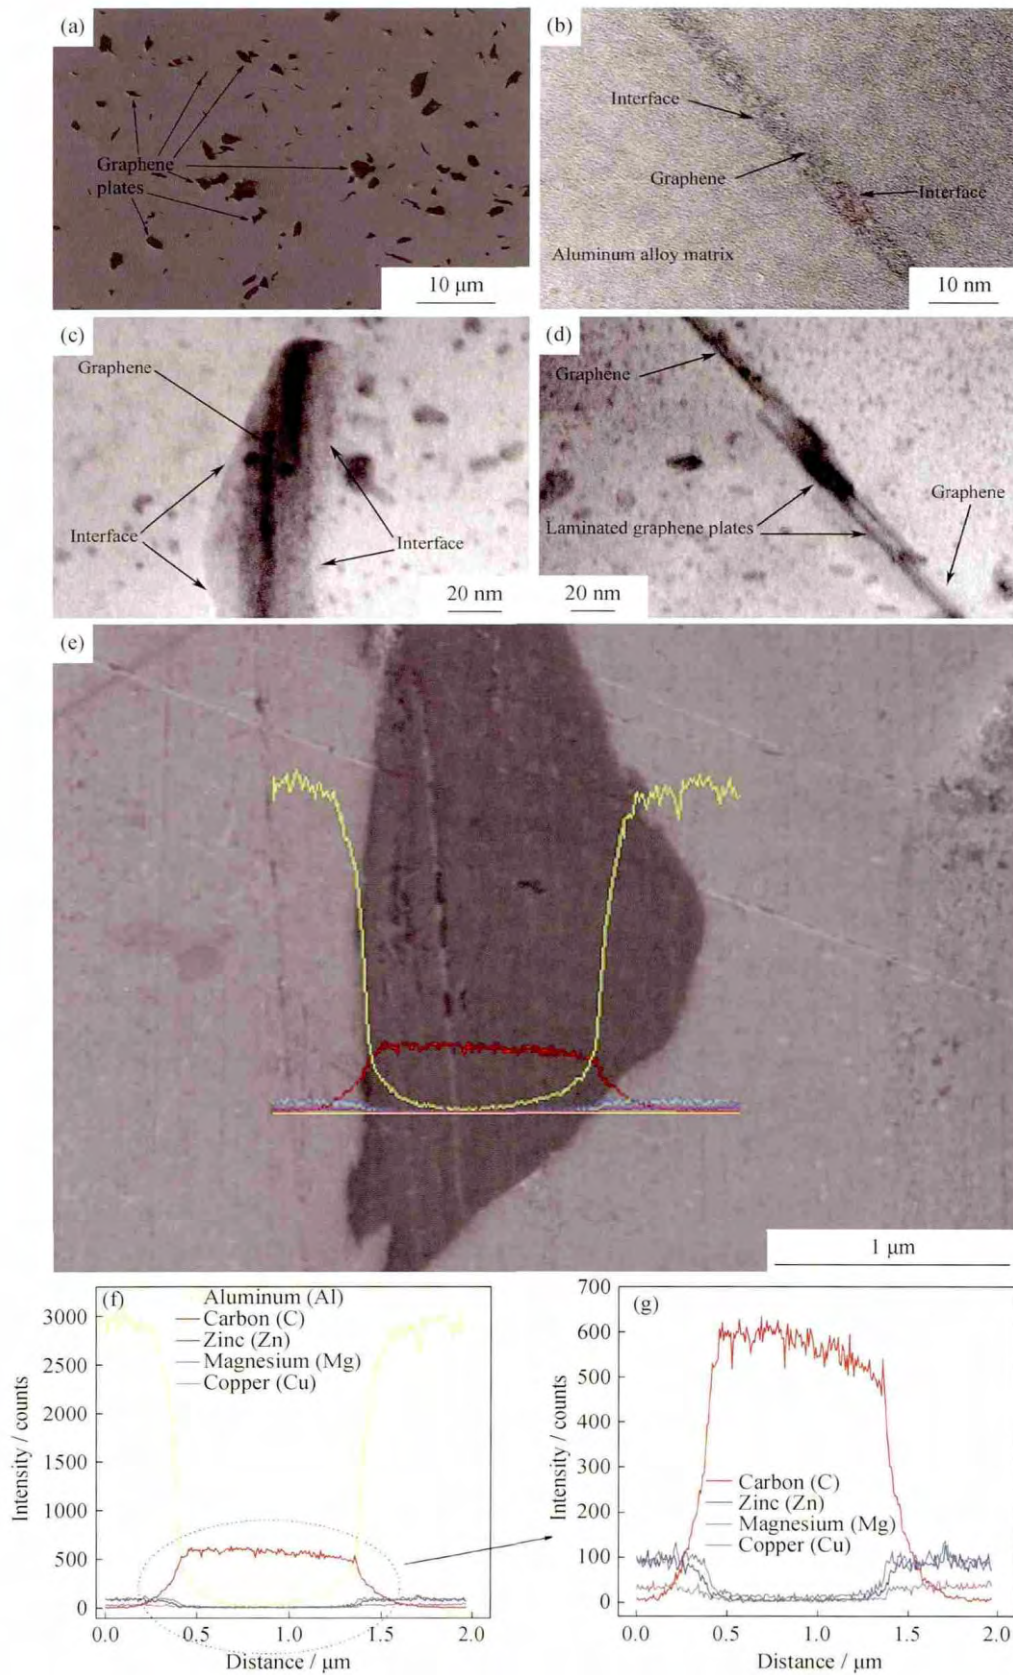 (a)
Graphene
plates
10 μm
(b)
Interface
Graphene
Interface
Aluminum alloy matrix
10 nm
(c)
Graphene
Interface
Interface
20 nm
(d)
Graphene
Graphene
Laminated graphene plates
20 nm
(e)
1 μm
(f)
Aluminum (Al)
Carbon (C)
Zinc (Zn)
Magnesium (Mg)
Copper (Cu)
3000
2500
2000
1500
1000
500
0
Intensity / counts
0.0 0.5 1.0 1.5 2.0
Distance / μm
(g)
700
600
500
400
300
200
100
0
Intensity / counts
Carbon (C)
Zinc (Zn)
Magnesium (Mg)
Copper (Cu)
0.0 0.5 1.0 1.5 2.0
Distance / μm